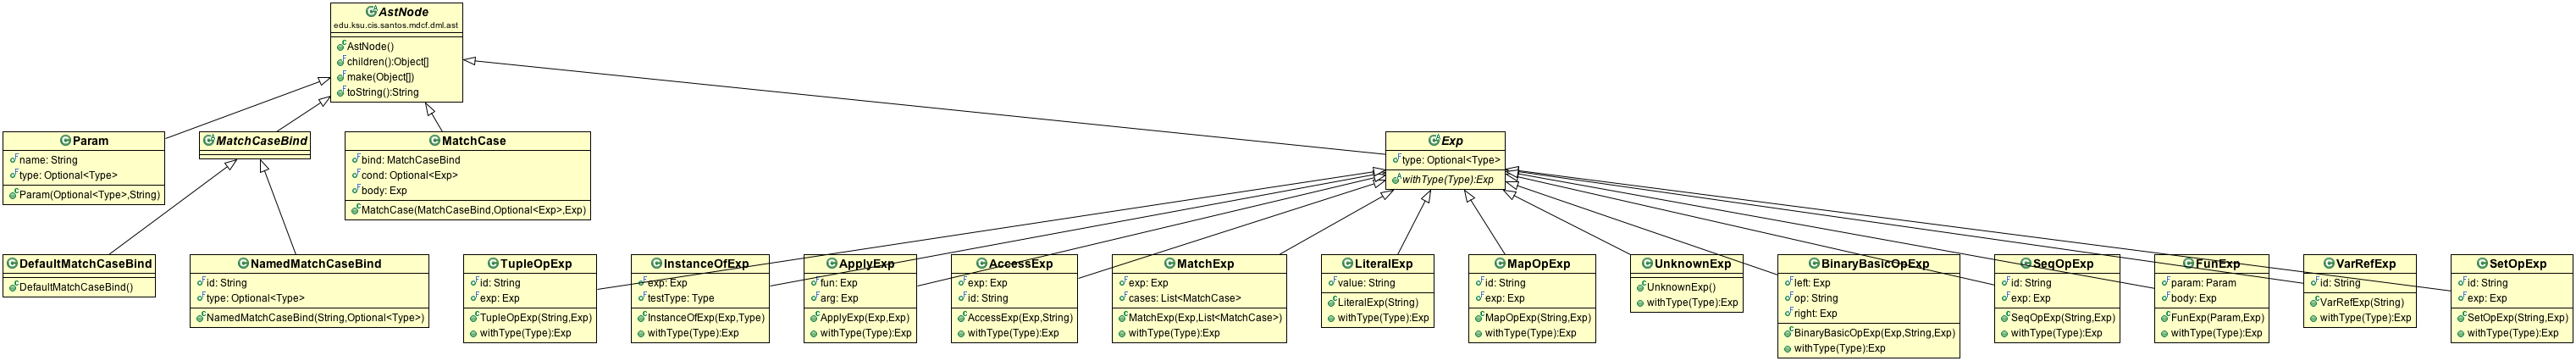 AstNode
edu.ksu.cis.santos.mdcf.dml.ast
AstNode()
children():Object[]
make(Object[])
toString():String
Param
name: String
type: Optional<Type>
Param(Optional<Type>,String)
MatchCaseBind
MatchCase
bind: MatchCaseBind
cond: Optional<Exp>
body: Exp
MatchCase(MatchCaseBind,Optional<Exp>,Exp)
Exp
type: Optional<Type>
withType(Type):Exp
DefaultMatchCaseBind
DefaultMatchCaseBind()
NamedMatchCaseBind
id: String
type: Optional<Type>
NamedMatchCaseBind(String,Optional<Type>)
TupleOpExp
id: String
exp: Exp
TupleOpExp(String,Exp)
withType(Type):Exp
InstanceOfExp
exp: Exp
testType: Type
InstanceOfExp(Exp,Type)
withType(Type):Exp
ApplyExp
fun: Exp
arg: Exp
ApplyExp(Exp,Exp)
withType(Type):Exp
AccessExp
exp: Exp
id: String
AccessExp(Exp,String)
withType(Type):Exp
MatchExp
exp: Exp
cases: List<MatchCase>
MatchExp(Exp,List<MatchCase>)
withType(Type):Exp
LiteralExp
value: String
LiteralExp(String)
withType(Type):Exp
MapOpExp
id: String
exp: Exp
MapOpExp(String,Exp)
withType(Type):Exp
UnknownExp
UnknownExp()
withType(Type):Exp
BinaryBasicOpExp
left: Exp
op: String
right: Exp
BinaryBasicOpExp(Exp,String,Exp)
withType(Type):Exp
SeqOpExp
id: String
exp: Exp
SeqOpExp(String,Exp)
withType(Type):Exp
FunExp
param: Param
body: Exp
FunExp(Param,Exp)
withType(Type):Exp
VarRefExp
id: String
VarRefExp(String)
withType(Type):Exp
SetOpExp
id: String
exp: Exp
SetOpExp(String,Exp)
withType(Type):Exp